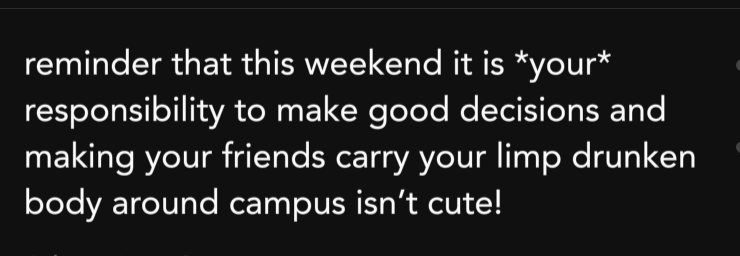 reminder that this weekend it is *your*
responsibility to make good decisions and
making your friends carry your limp drunken
body around campus isn’t cute!